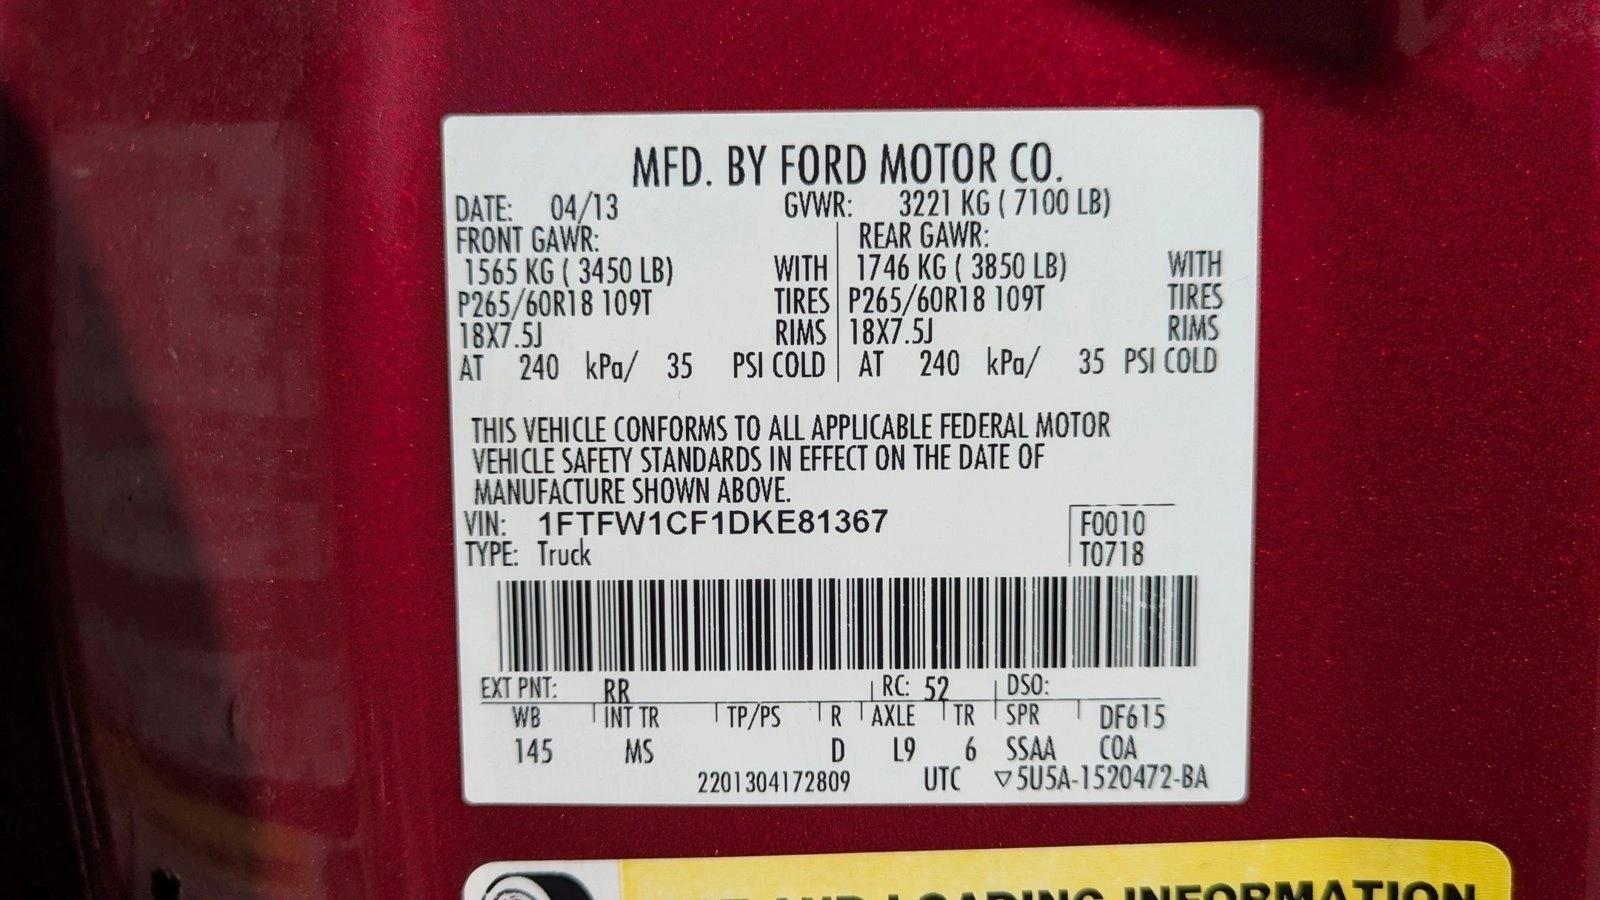 MFD. BY FORD MOTOR CO.
DATE: 04/13 GVWR: 3221 KG ( 7100 LB)
FRONT GAWR: REAR GAWR:
1565 KG ( 3450 LB) WITH 1746 KG ( 3850 LB) WITH
P265/60R18 109T TIRES P265/60R18 109T TIRES
18X7.5J RIMS 18X7.5J RIMS
AT 240 kPa/ 35 PSI COLD AT 240 kPa/ 35 PSI COLD
THIS VEHICLE CONFORMS TO ALL APPLICABLE FEDERAL MOTOR
VEHICLE SAFETY STANDARDS IN EFFECT ON THE DATE OF
MANUFACTURE SHOWN ABOVE.
VIN: 1FTFW1CF1DKE81367 F0010
TYPE: Truck T0718
EXT PNT: RR RC: 52 DSO:
WB INT TR TP/PS R AXLE TR SPR DF615
145 MS D L9 6 SSAA COA
2201304172809 UTC ▽5U5A-1520472-BA
AND LOADING INFORMATION